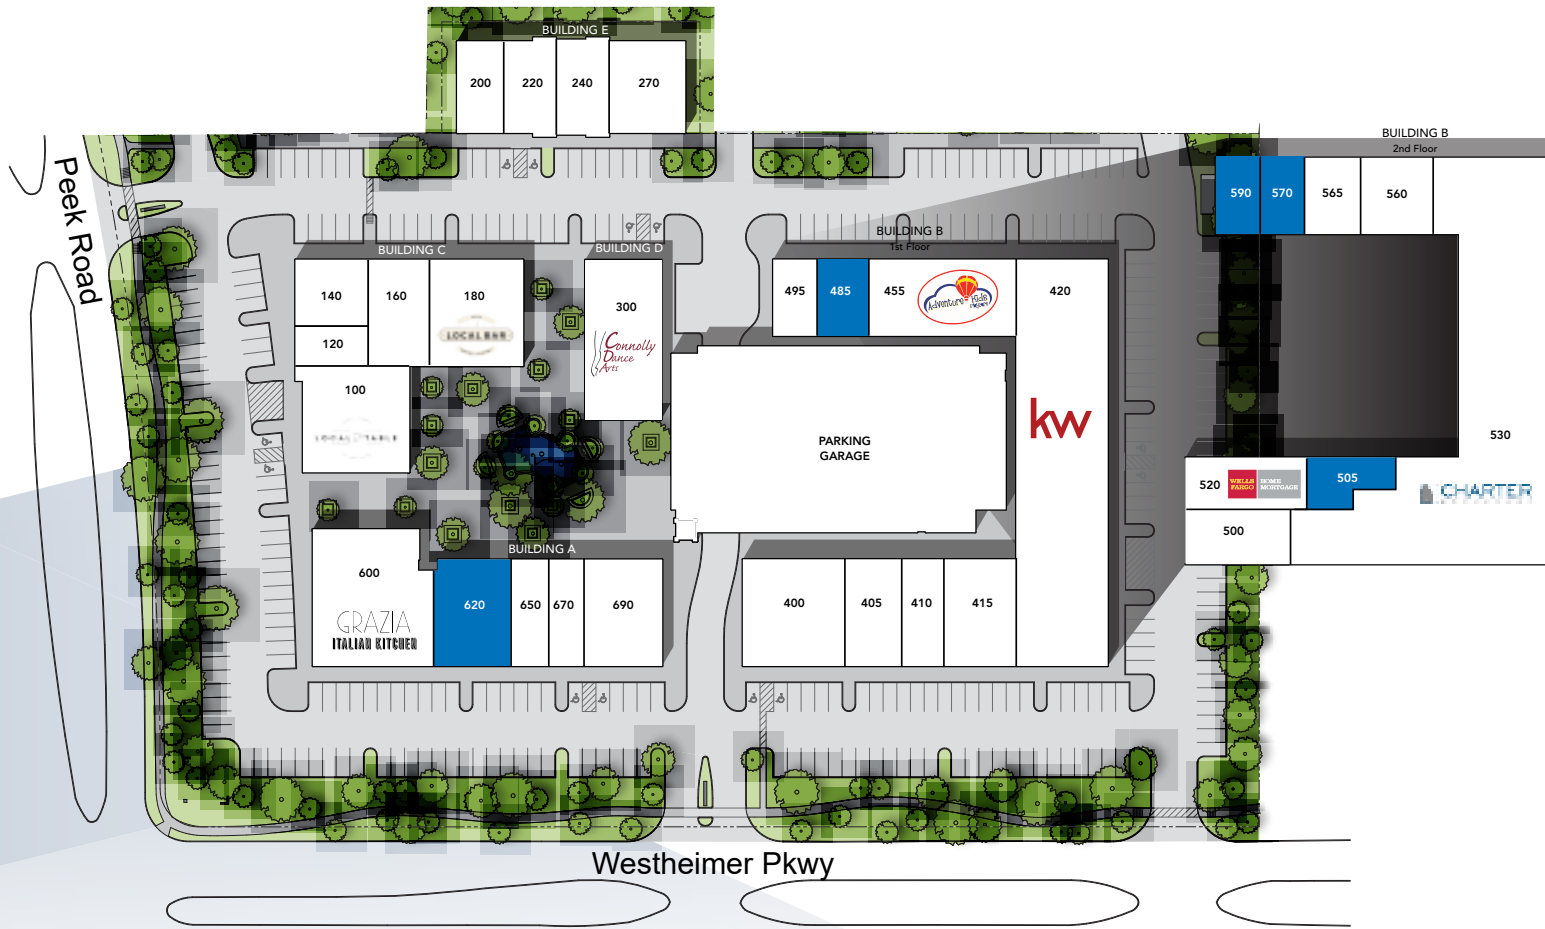 BUILDING E
200
220
240
270
BUILDING B
2nd Floor
590
570
565
560
Peek Road
BUILDING C
BUILDING D
BUILDING B
1st Floor
140
160
180
LOCAL BAR
120
100
LOCAL TABLE
300
Connolly
Dance
Arts
495
485
455
Adventure Kids
420
kw
PARKING
GARAGE
530
520
WELLS
FARGO
HOME
MORTGAGE
505
CHARTER
500
BUILDING A
600
GRAZIA
ITALIAN KITCHEN
620
650
670
690
400
405
410
415
Westheimer Pkwy